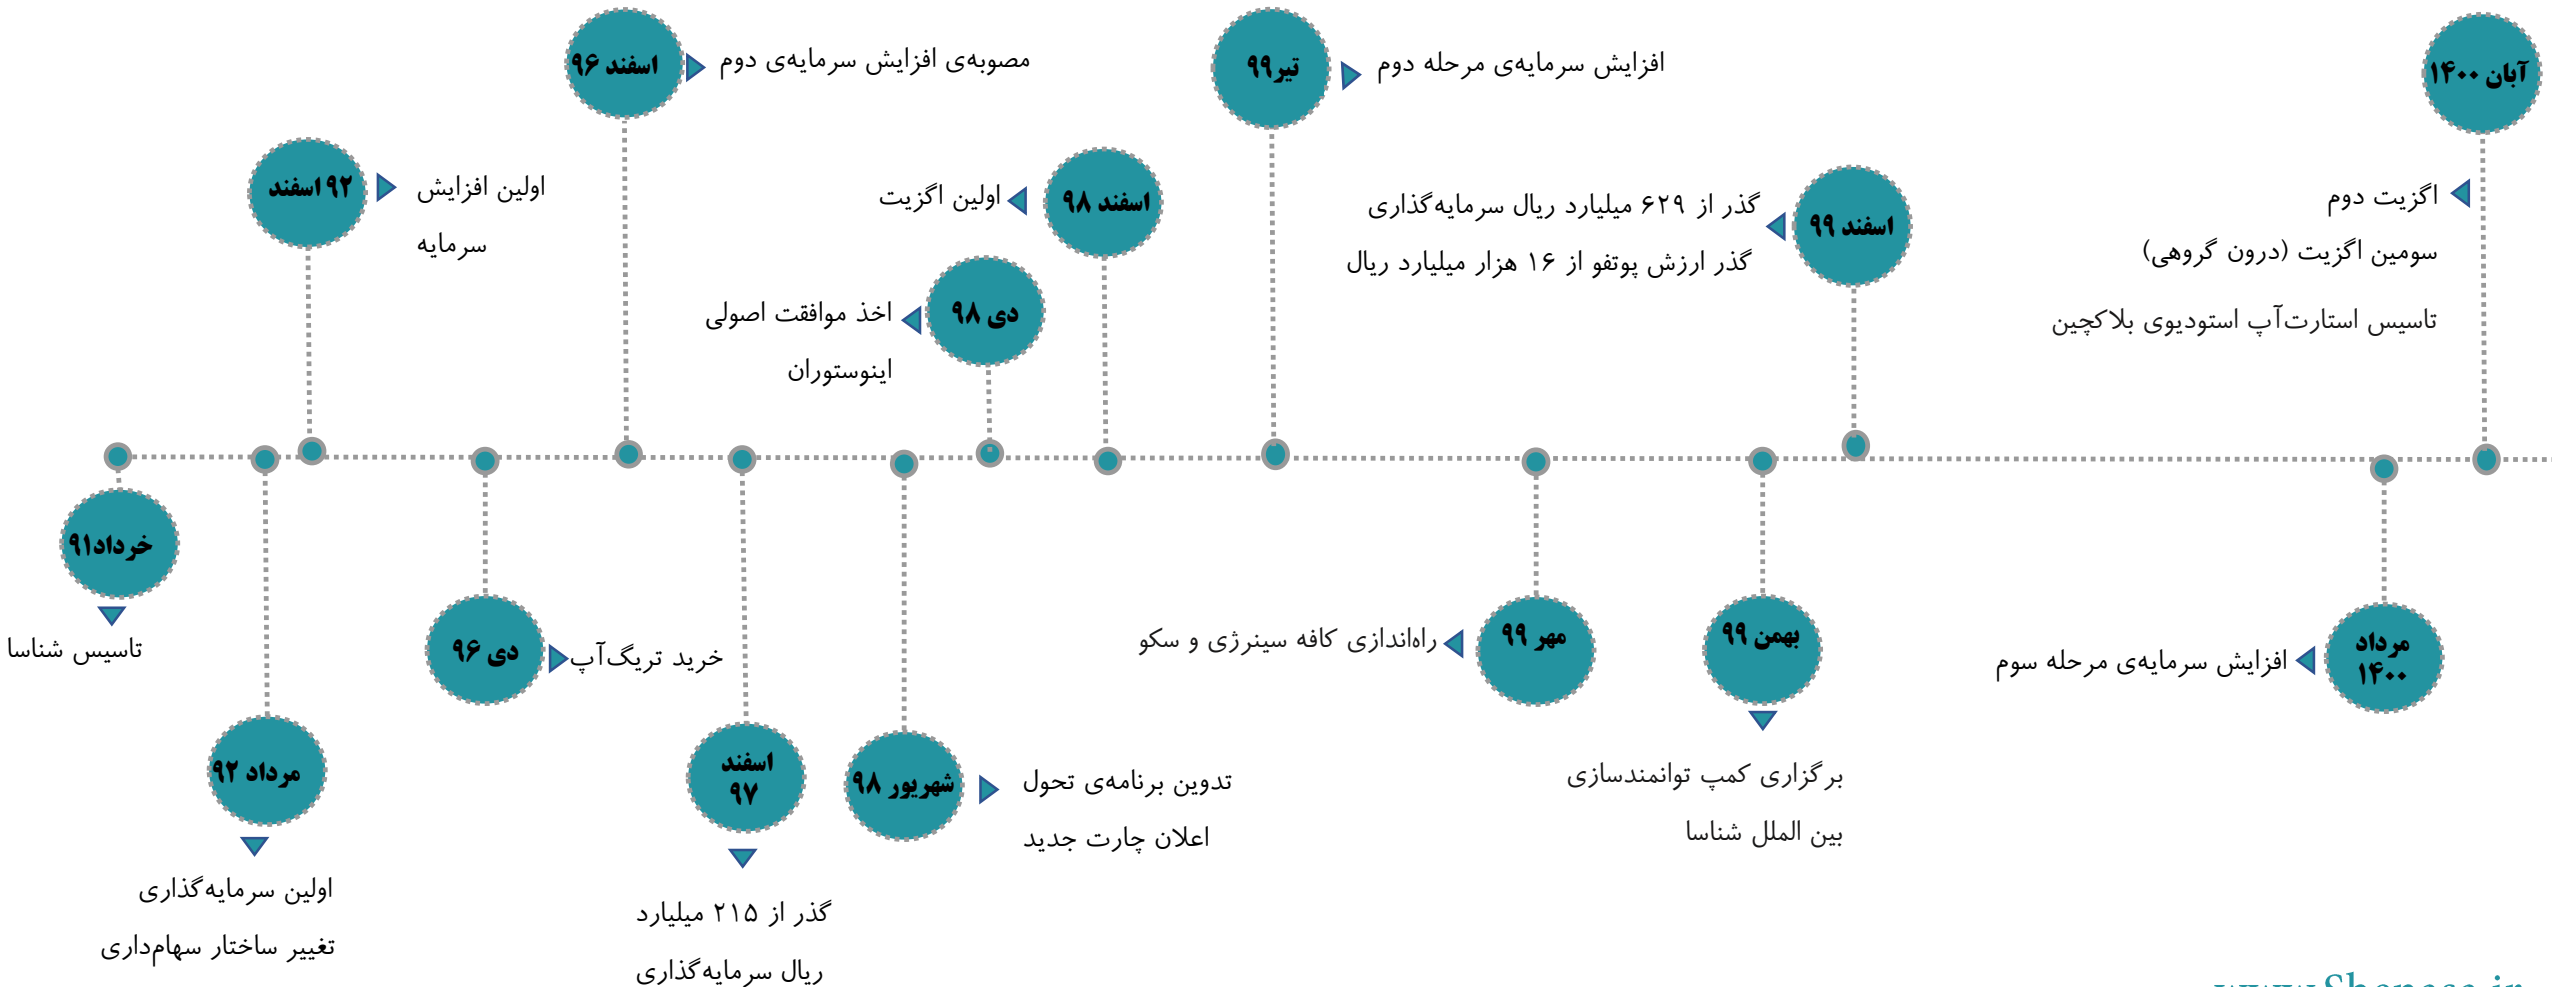 خرداد۹۱
تاسیس شناسا
مرداد ۹۲
اولین سرمایه‌گذاری
تغییر ساختار سهام‌داری
۹۲ اسفند
اولین افزایش
سرمایه
دی ۹۶
خرید تریگ‌آپ
اسفند ۹۶
مصوبه‌ی افزایش سرمایه‌ی دوم
اسفند
۹۷
گذر از ۲۱۵ میلیارد
ریال سرمایه‌گذاری
شهریور ۹۸
تدوین برنامه‌ی تحول
اعلان چارت جدید
دی ۹۸
اخذ موافقت اصولی
اینوستوران
اسفند ۹۸
اولین اگزیت
تیر۹۹
افزایش سرمایه‌ی مرحله دوم
مهر ۹۹
راه‌اندازی کافه سینرژی و سکو
بهمن ۹۹
برگزاری کمپ توانمندسازی
بین الملل شناسا
اسفند ۹۹
گذر از ۶۲۹ میلیارد ریال سرمایه‌گذاری
گذر ارزش پوتفو از ۱۶ هزار میلیارد ریال
مرداد
۱۴۰۰
افزایش سرمایه‌ی مرحله سوم
آبان ۱۴۰۰
اگزیت دوم
سومین اگزیت (درون گروهی)
تاسیس استارت‌آپ استودیوی بلاکچین